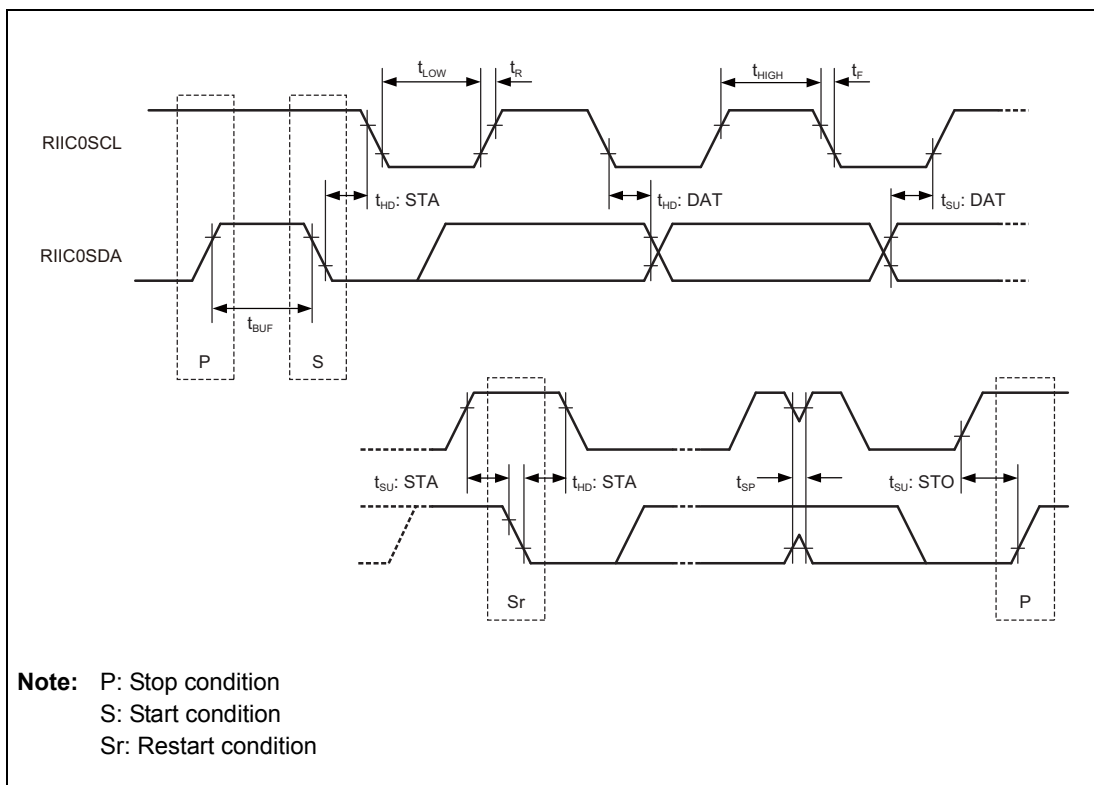 tLOW tR tHIGH tF
RIIC0SCL
tHD: STA tHD: DAT tSU: DAT
RIIC0SDA
tBUF
P S
tSU: STA tHD: STA tSP tSU: STO
Sr P
Note: P: Stop condition
S: Start condition
Sr: Restart condition